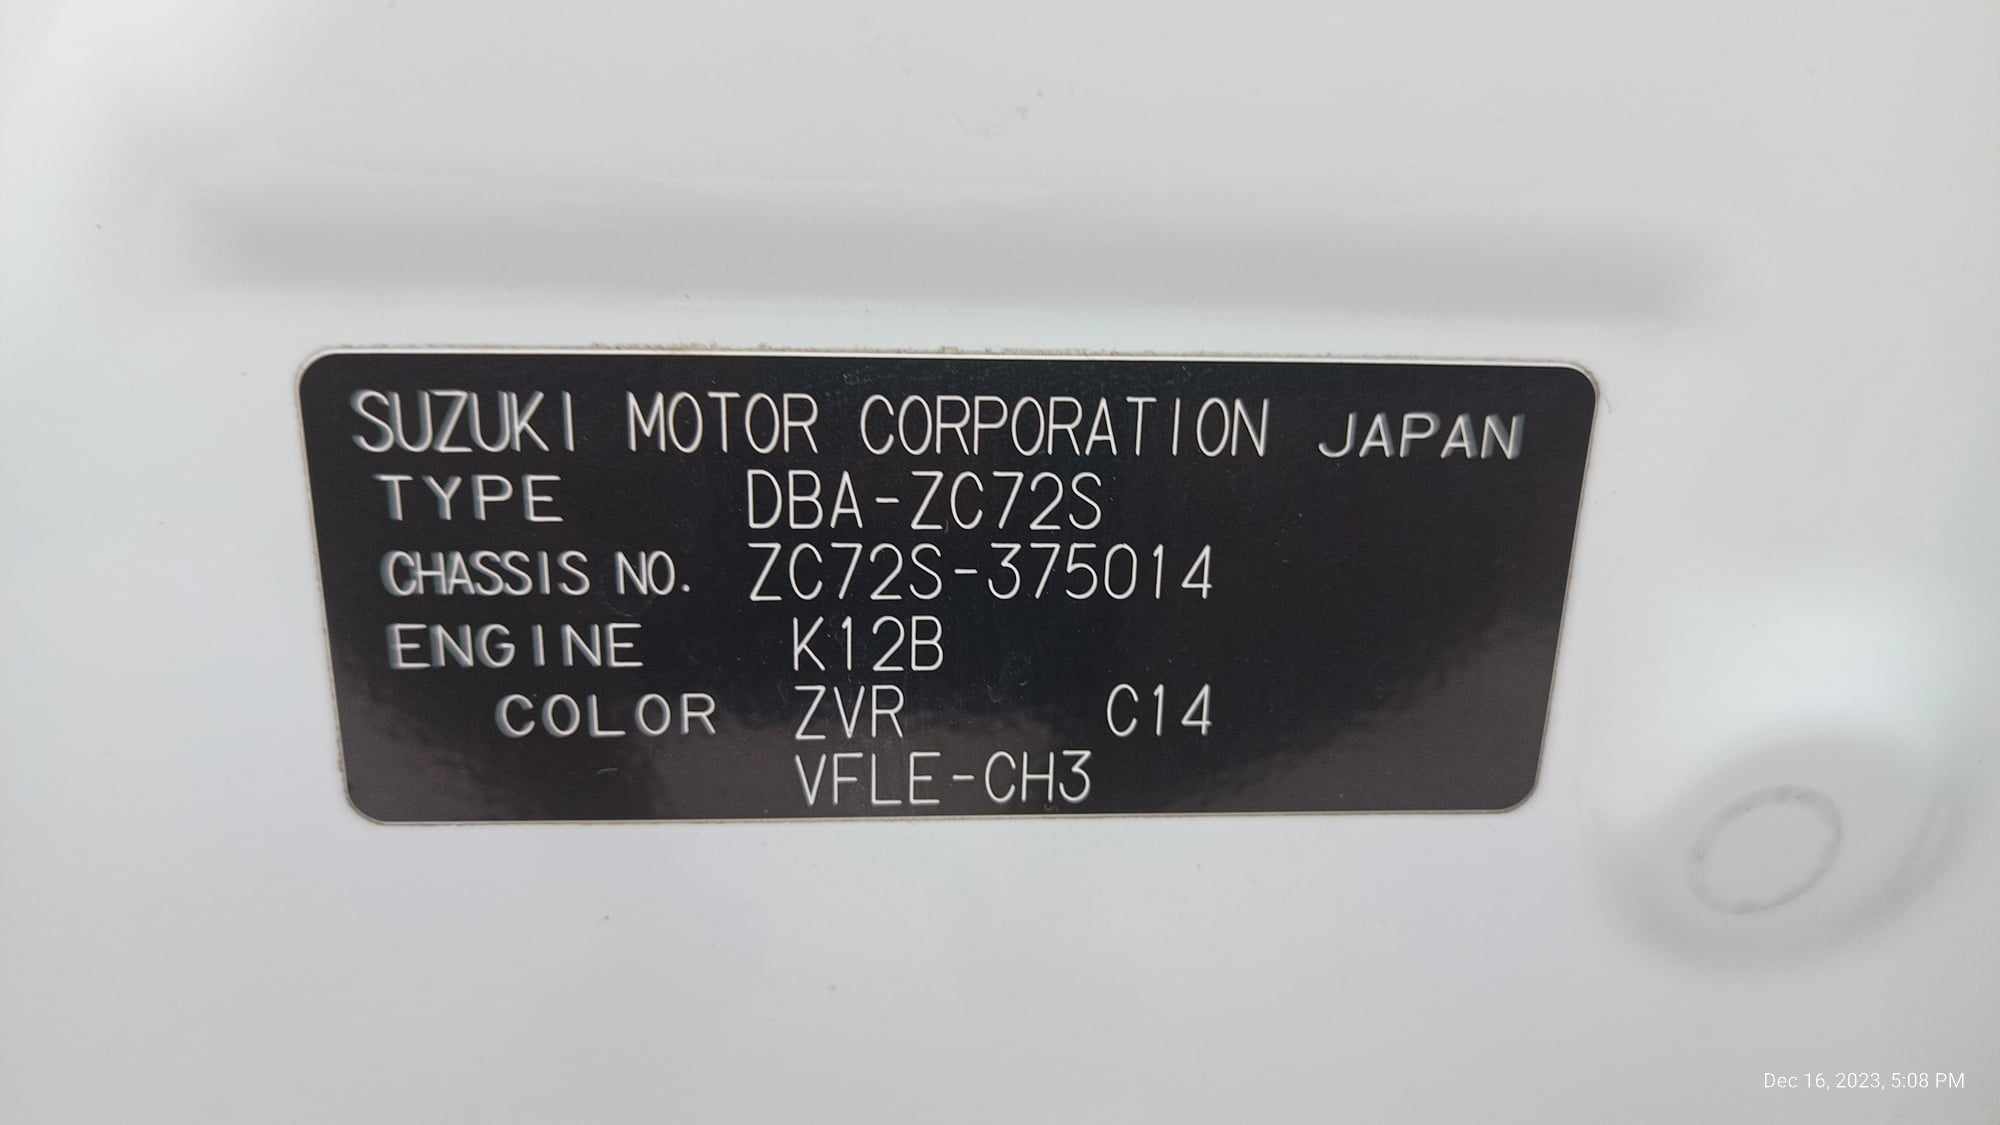 SUZUKI MOTOR CORPORATION JAPAN
TYPE DBA-ZC72S
CHASSIS NO. ZC72S-375014
ENGINE K12B
COLOR ZVR C14
VFLE-CH3
Dec 16, 2023, 5:08 PM